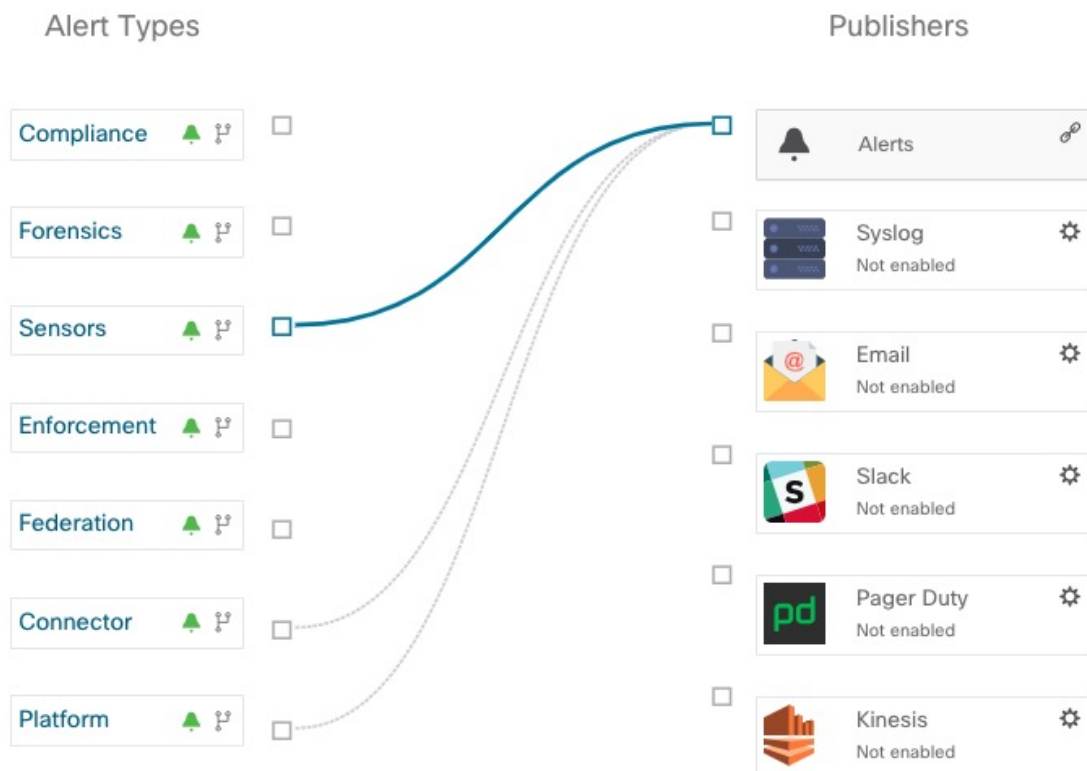 Alert Types
Publishers
Compliance
Alerts
Forensics
Syslog
Not enabled
Sensors
@
Email
Not enabled
Enforcement
S
Slack
Not enabled
Federation
Connector
pd
Pager Duty
Not enabled
Platform
Kinesis
Not enabled